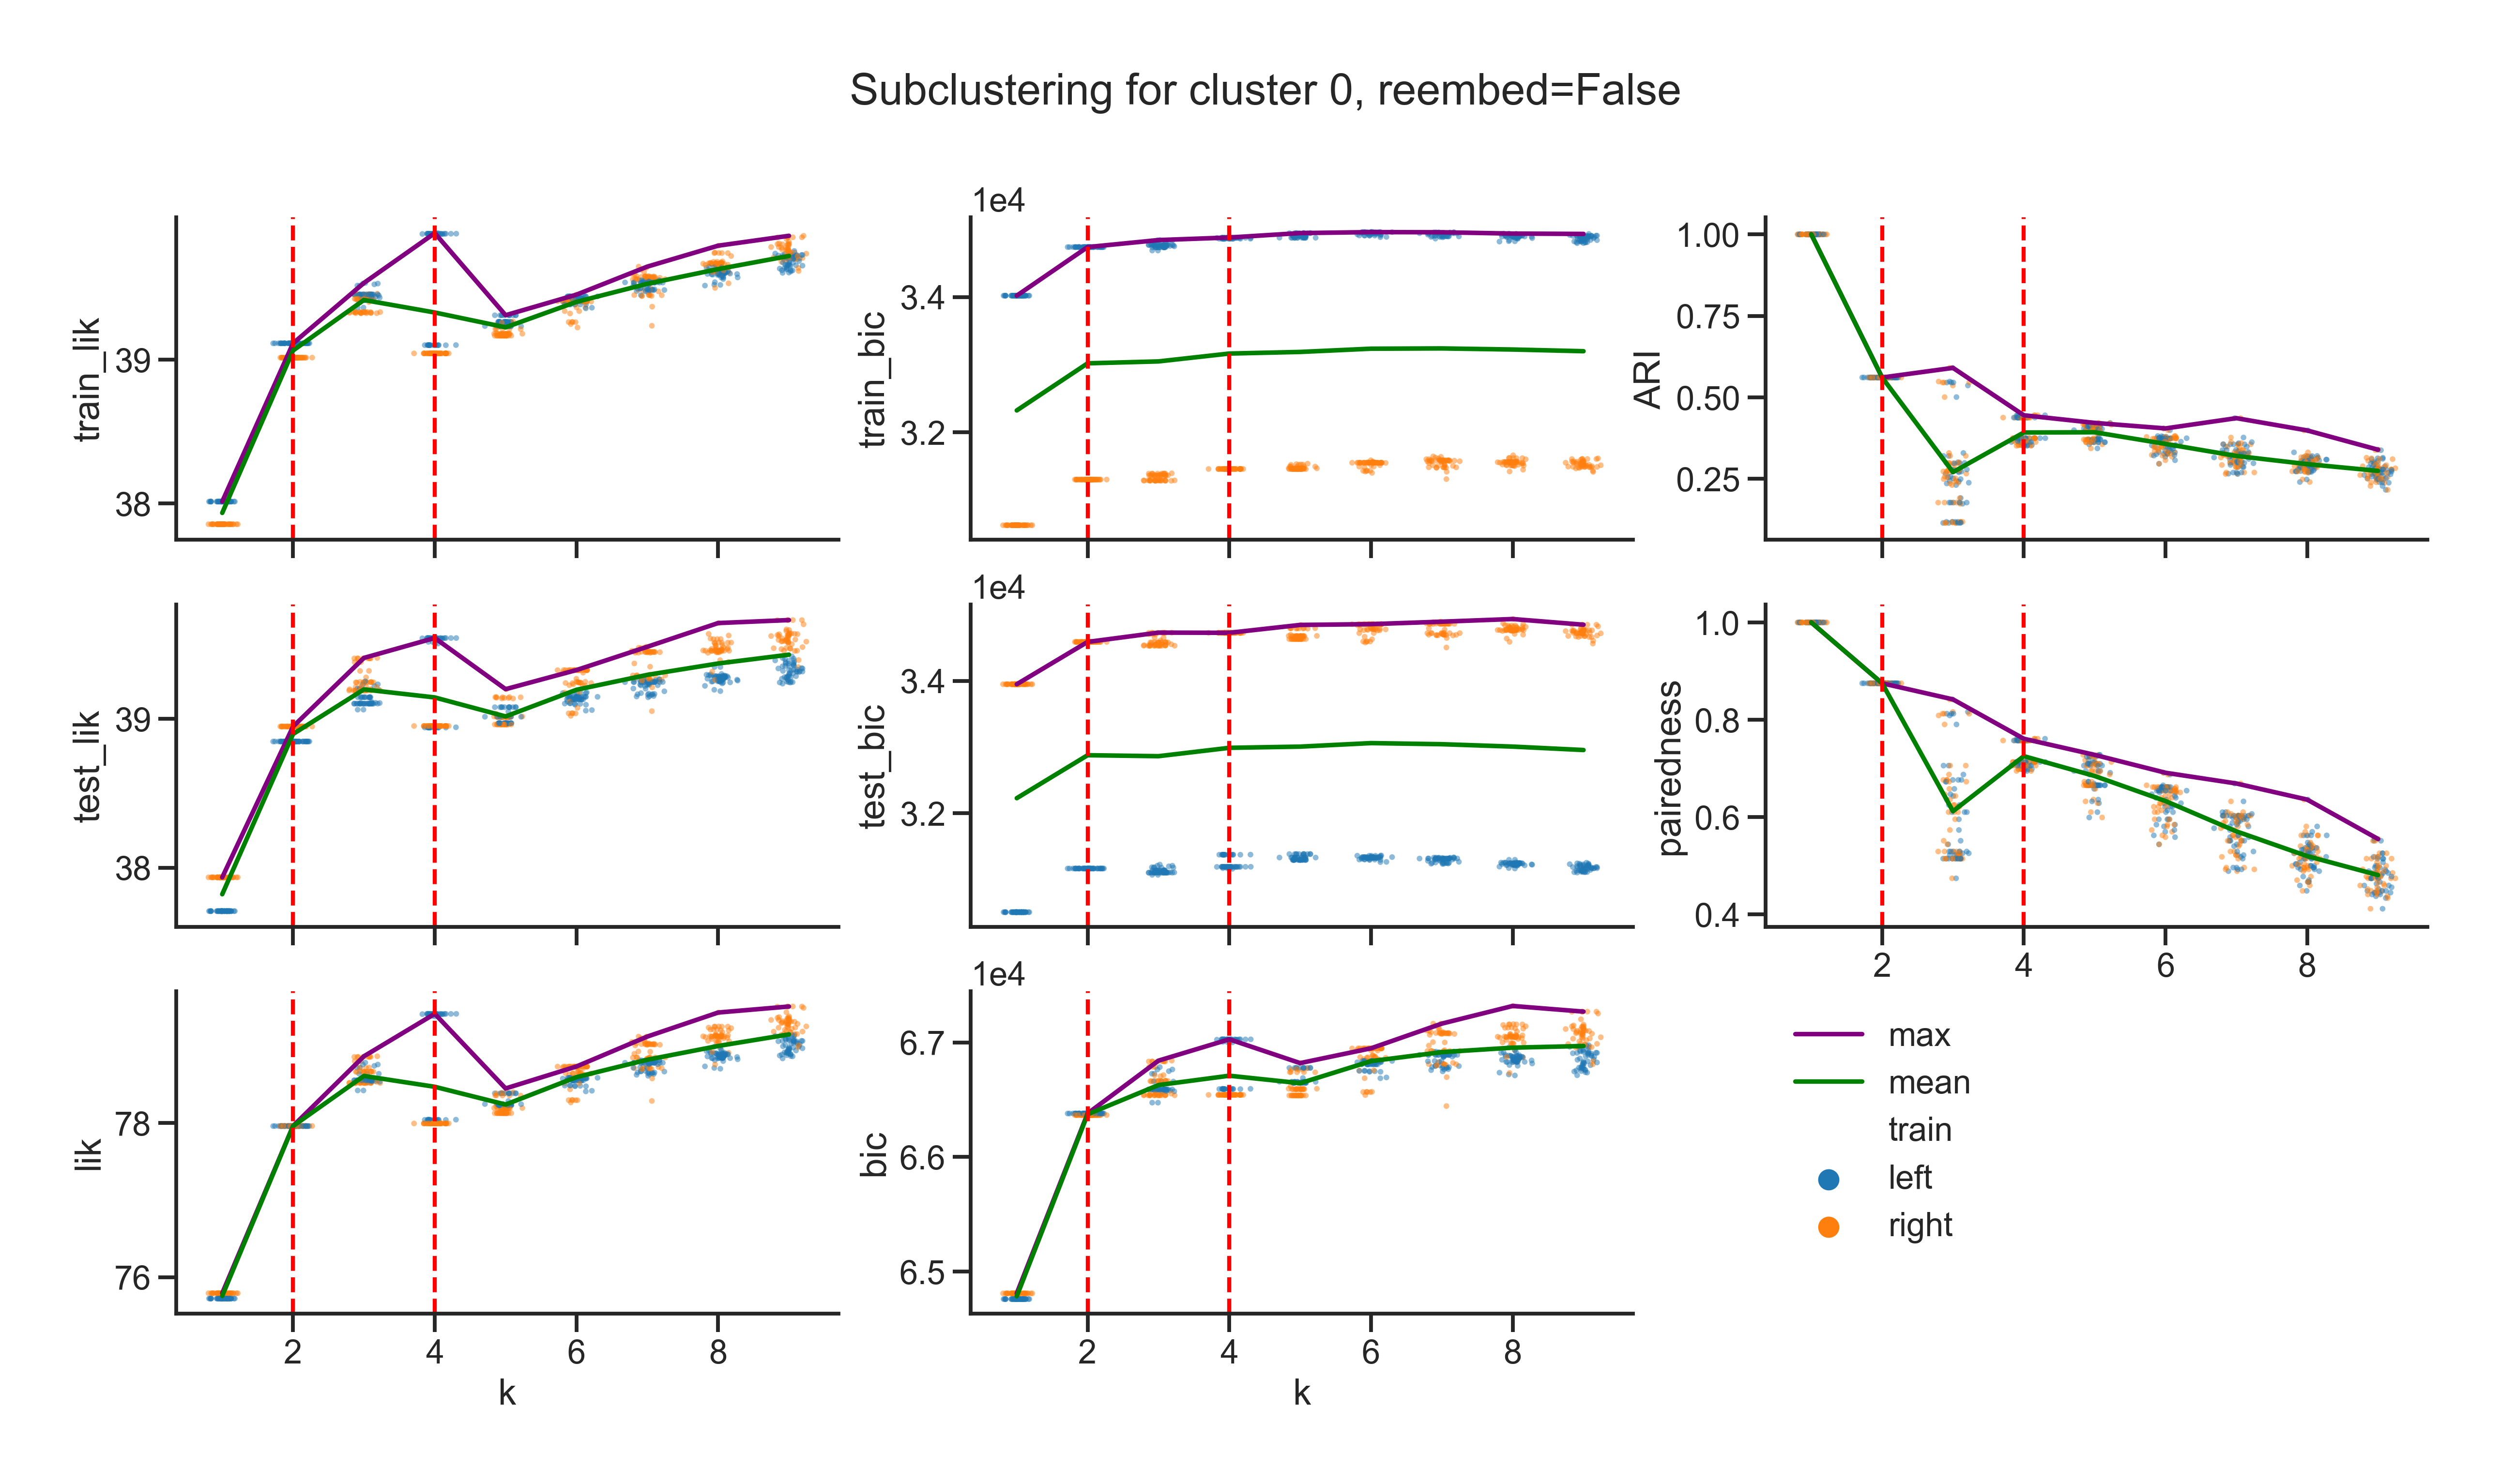 Subclustering for cluster 0, reembed=False
train_lik
39
38
1e4
train_bic
3.4
3.2
ARI
1.00
0.75
0.50
0.25
test_lik
39
38
1e4
test_bic
3.4
3.2
pairedness
1.0
0.8
0.6
0.4
2
4
6
8
lik
78
76
2
4
6
8
k
1e4
bic
6.7
6.6
6.5
2
4
6
8
k
max
mean
train
left
right